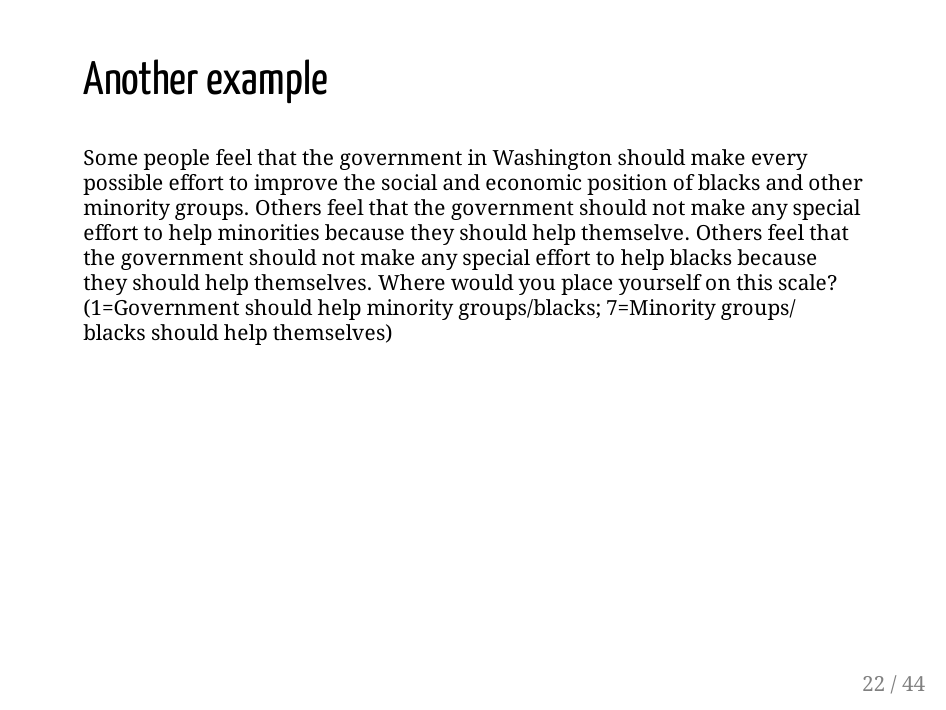 Another example
Some people feel that the government in Washington should make every
possible effort to improve the social and economic position of blacks and other
minority groups. Others feel that the government should not make any special
effort to help minorities because they should help themselve. Others feel that
the government should not make any special effort to help blacks because
they should help themselves. Where would you place yourself on this scale?
(1=Government should help minority groups/blacks; 7=Minority groups/
blacks should help themselves)
22 / 44